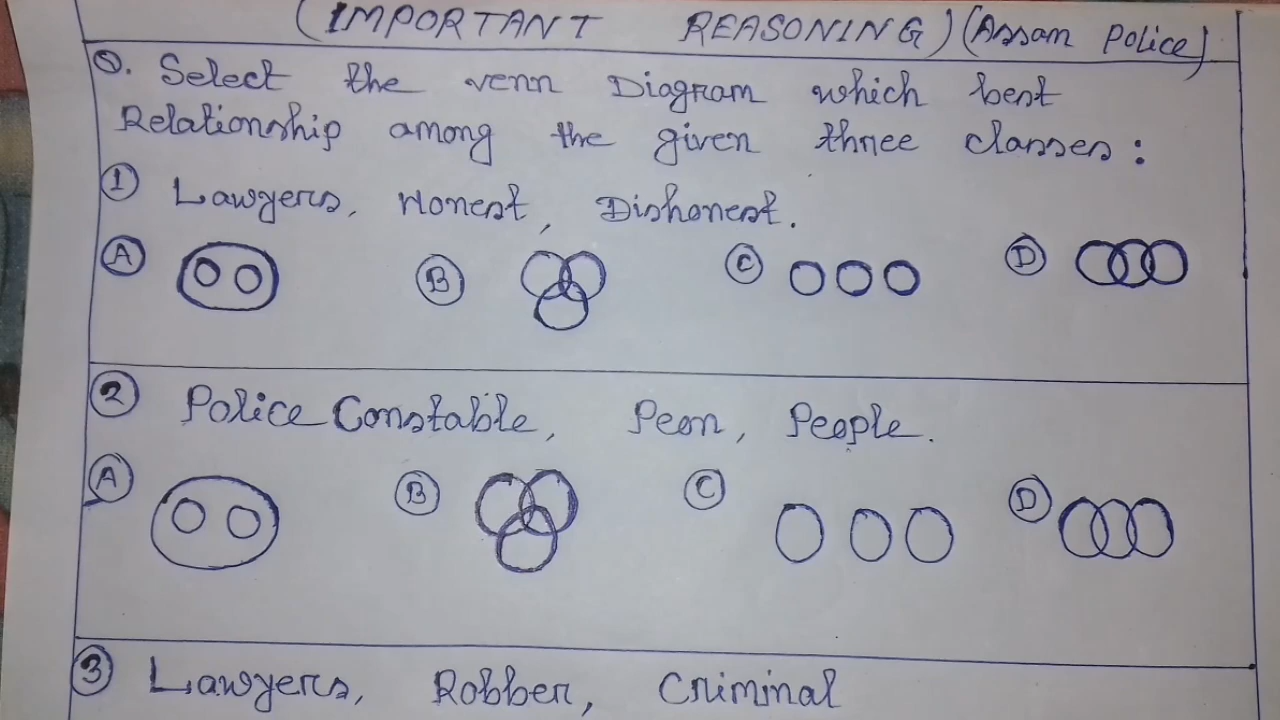 (IMPORTANT REASONING) (Assam Police)
Q. Select the venn Diagram which best
Relationship among the given three classes:
① Lawyers, Honest, Dishonest.
Ⓐ Ⓑ Ⓒ Ⓓ
② Police Constable, Peon, People.
Ⓐ Ⓑ Ⓒ Ⓓ
③ Lawyers, Robber, Criminal